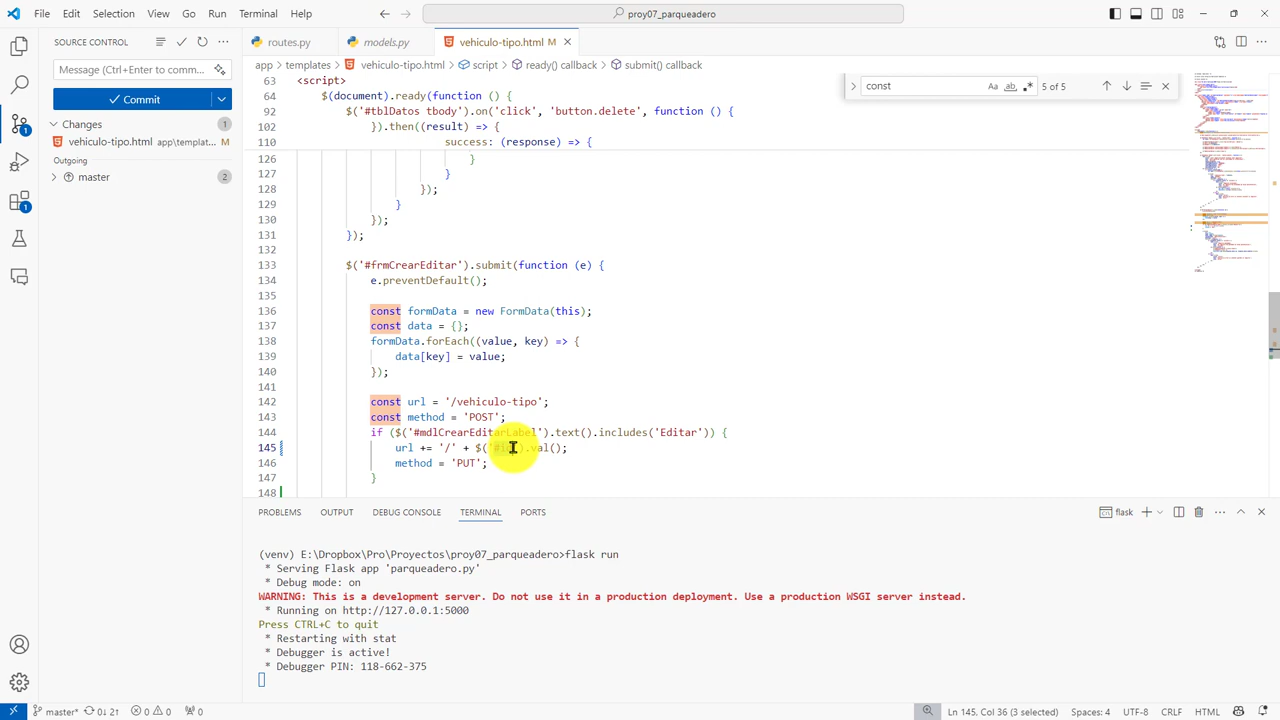 File Edit Selection View Go Run Terminal Help
proy07_parqueadero
SOURCE CONTROL
routes.py
models.py
vehiculo-tipo.html M
app > templates > vehiculo-tipo.html > script > ready() callback > submit() callback
Message (Ctrl+Enter to comm...
Commit
Changes
vehiculo-tipo.html app\templat... M
Outgoing
master
2
const
Aa ab .*
5 of 5
63 <script>
64 ment).ready(function
65 #tblDatos_body').on(
button', function () {
102 }).then((result) => {
110 success: (response) => {
126 }
128 });
129 }
130 });
131 });
132
133 $('#frmCrearEditar').submit(function (e) {
134 e.preventDefault();
135
136 const formData = new FormData(this);
137 const data = {};
138 formData.forEach((value, key) => {
139 data[key] = value;
140 });
141
142 const url = '/vehiculo-tipo';
143 const method = 'POST';
144 if ($('#mdlCrearEditarLabel').text().includes('Editar')) {
145 url += '/' + $('#id').val();
146 method = 'PUT';
147 }
148
PROBLEMS OUTPUT DEBUG CONSOLE TERMINAL PORTS
flask
(venv) E:\Dropbox\Pro\Proyectos\proy07_parqueadero>flask run
* Serving Flask app 'parqueadero.py'
* Debug mode: on
WARNING: This is a development server. Do not use it in a production deployment. Use a production WSGI server instead.
* Running on http://127.0.0.1:5000
Press CTRL+C to quit
* Restarting with stat
* Debugger is active!
* Debugger PIN: 118-662-375
master* 0↓ 2↑ 0 0 0
Ln 145, Col 36 (3 selected) Spaces: 4 UTF-8 CRLF HTML